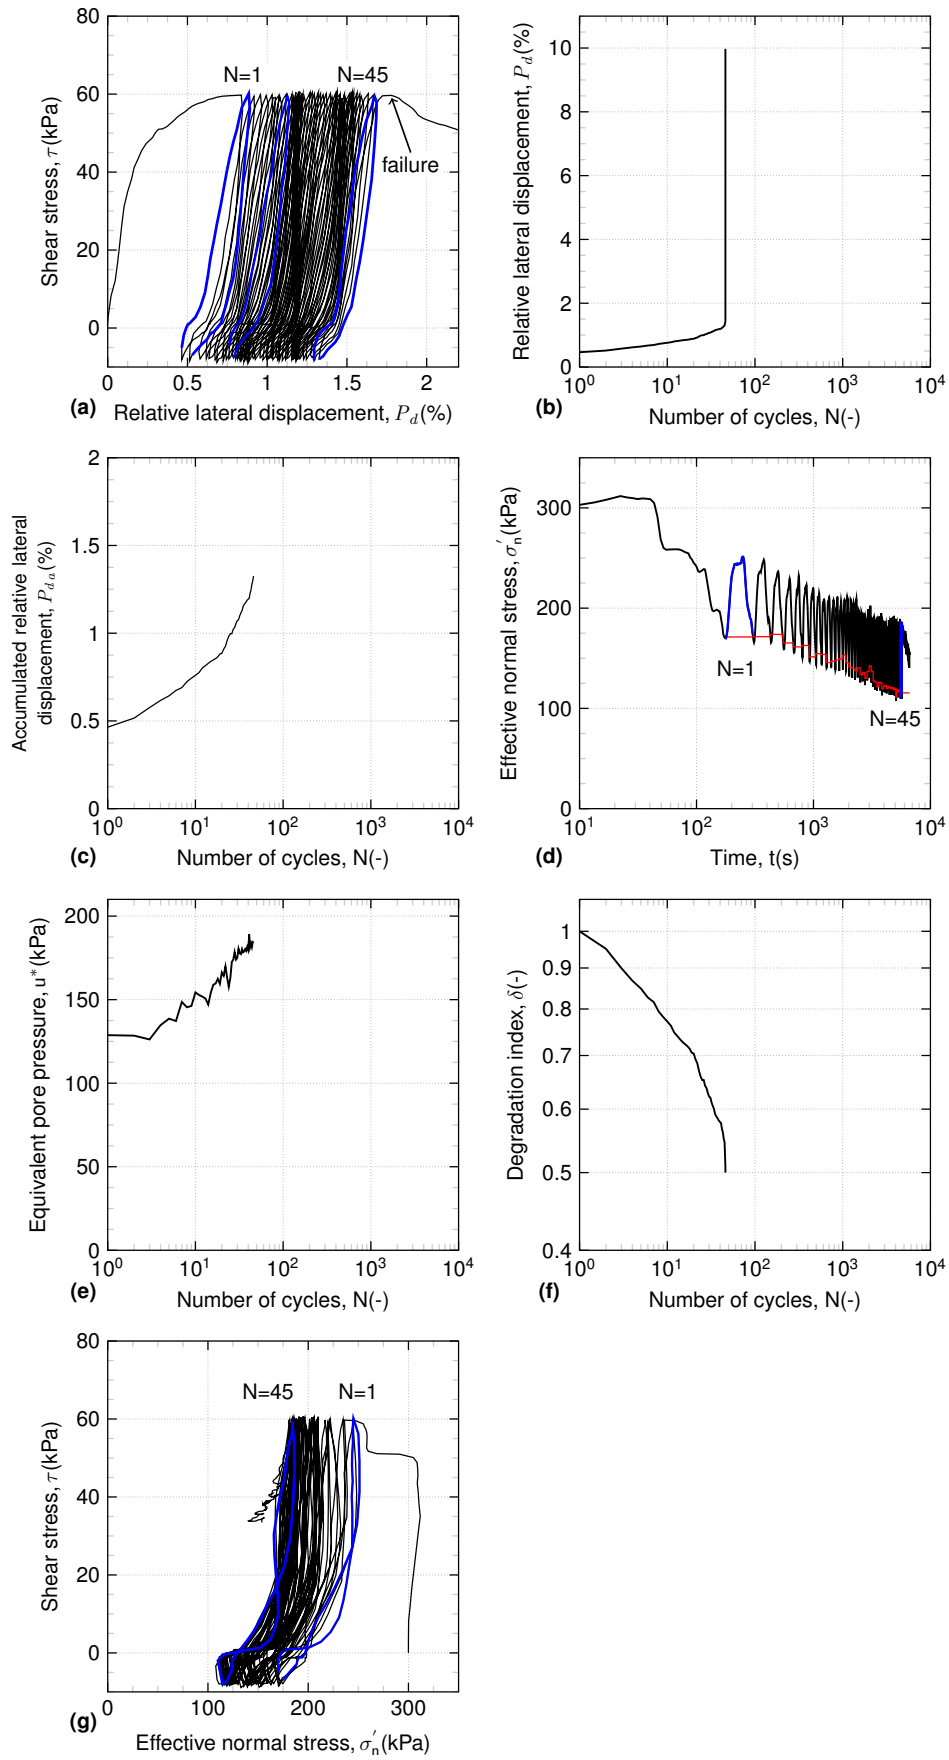 80
60
40
20
0
Shear stress, τ(kPa)
N=1
N=45
failure
0
0.5
1
1.5
2
(a)
Relative lateral displacement, P_d(%)
10
8
6
4
2
0
Relative lateral displacement, P_d(%)
10^0
10^1
10^2
10^3
10^4
(b)
Number of cycles, N(-)
2
1.5
1
0.5
0
Accumulated relative lateral
displacement, P_{d a}(%)
10^0
10^1
10^2
10^3
10^4
(c)
Number of cycles, N(-)
300
200
100
0
Effective normal stress, σ'_n(kPa)
N=1
N=45
10^1
10^2
10^3
10^4
(d)
Time, t(s)
200
150
100
50
0
Equivalent pore pressure, u*(kPa)
10^0
10^1
10^2
10^3
10^4
(e)
Number of cycles, N(-)
1
0.9
0.8
0.7
0.6
0.5
0.4
Degradation index, δ(-)
10^0
10^1
10^2
10^3
10^4
(f)
Number of cycles, N(-)
80
60
40
20
0
Shear stress, τ(kPa)
N=45
N=1
0
100
200
300
(g)
Effective normal stress, σ'_n(kPa)